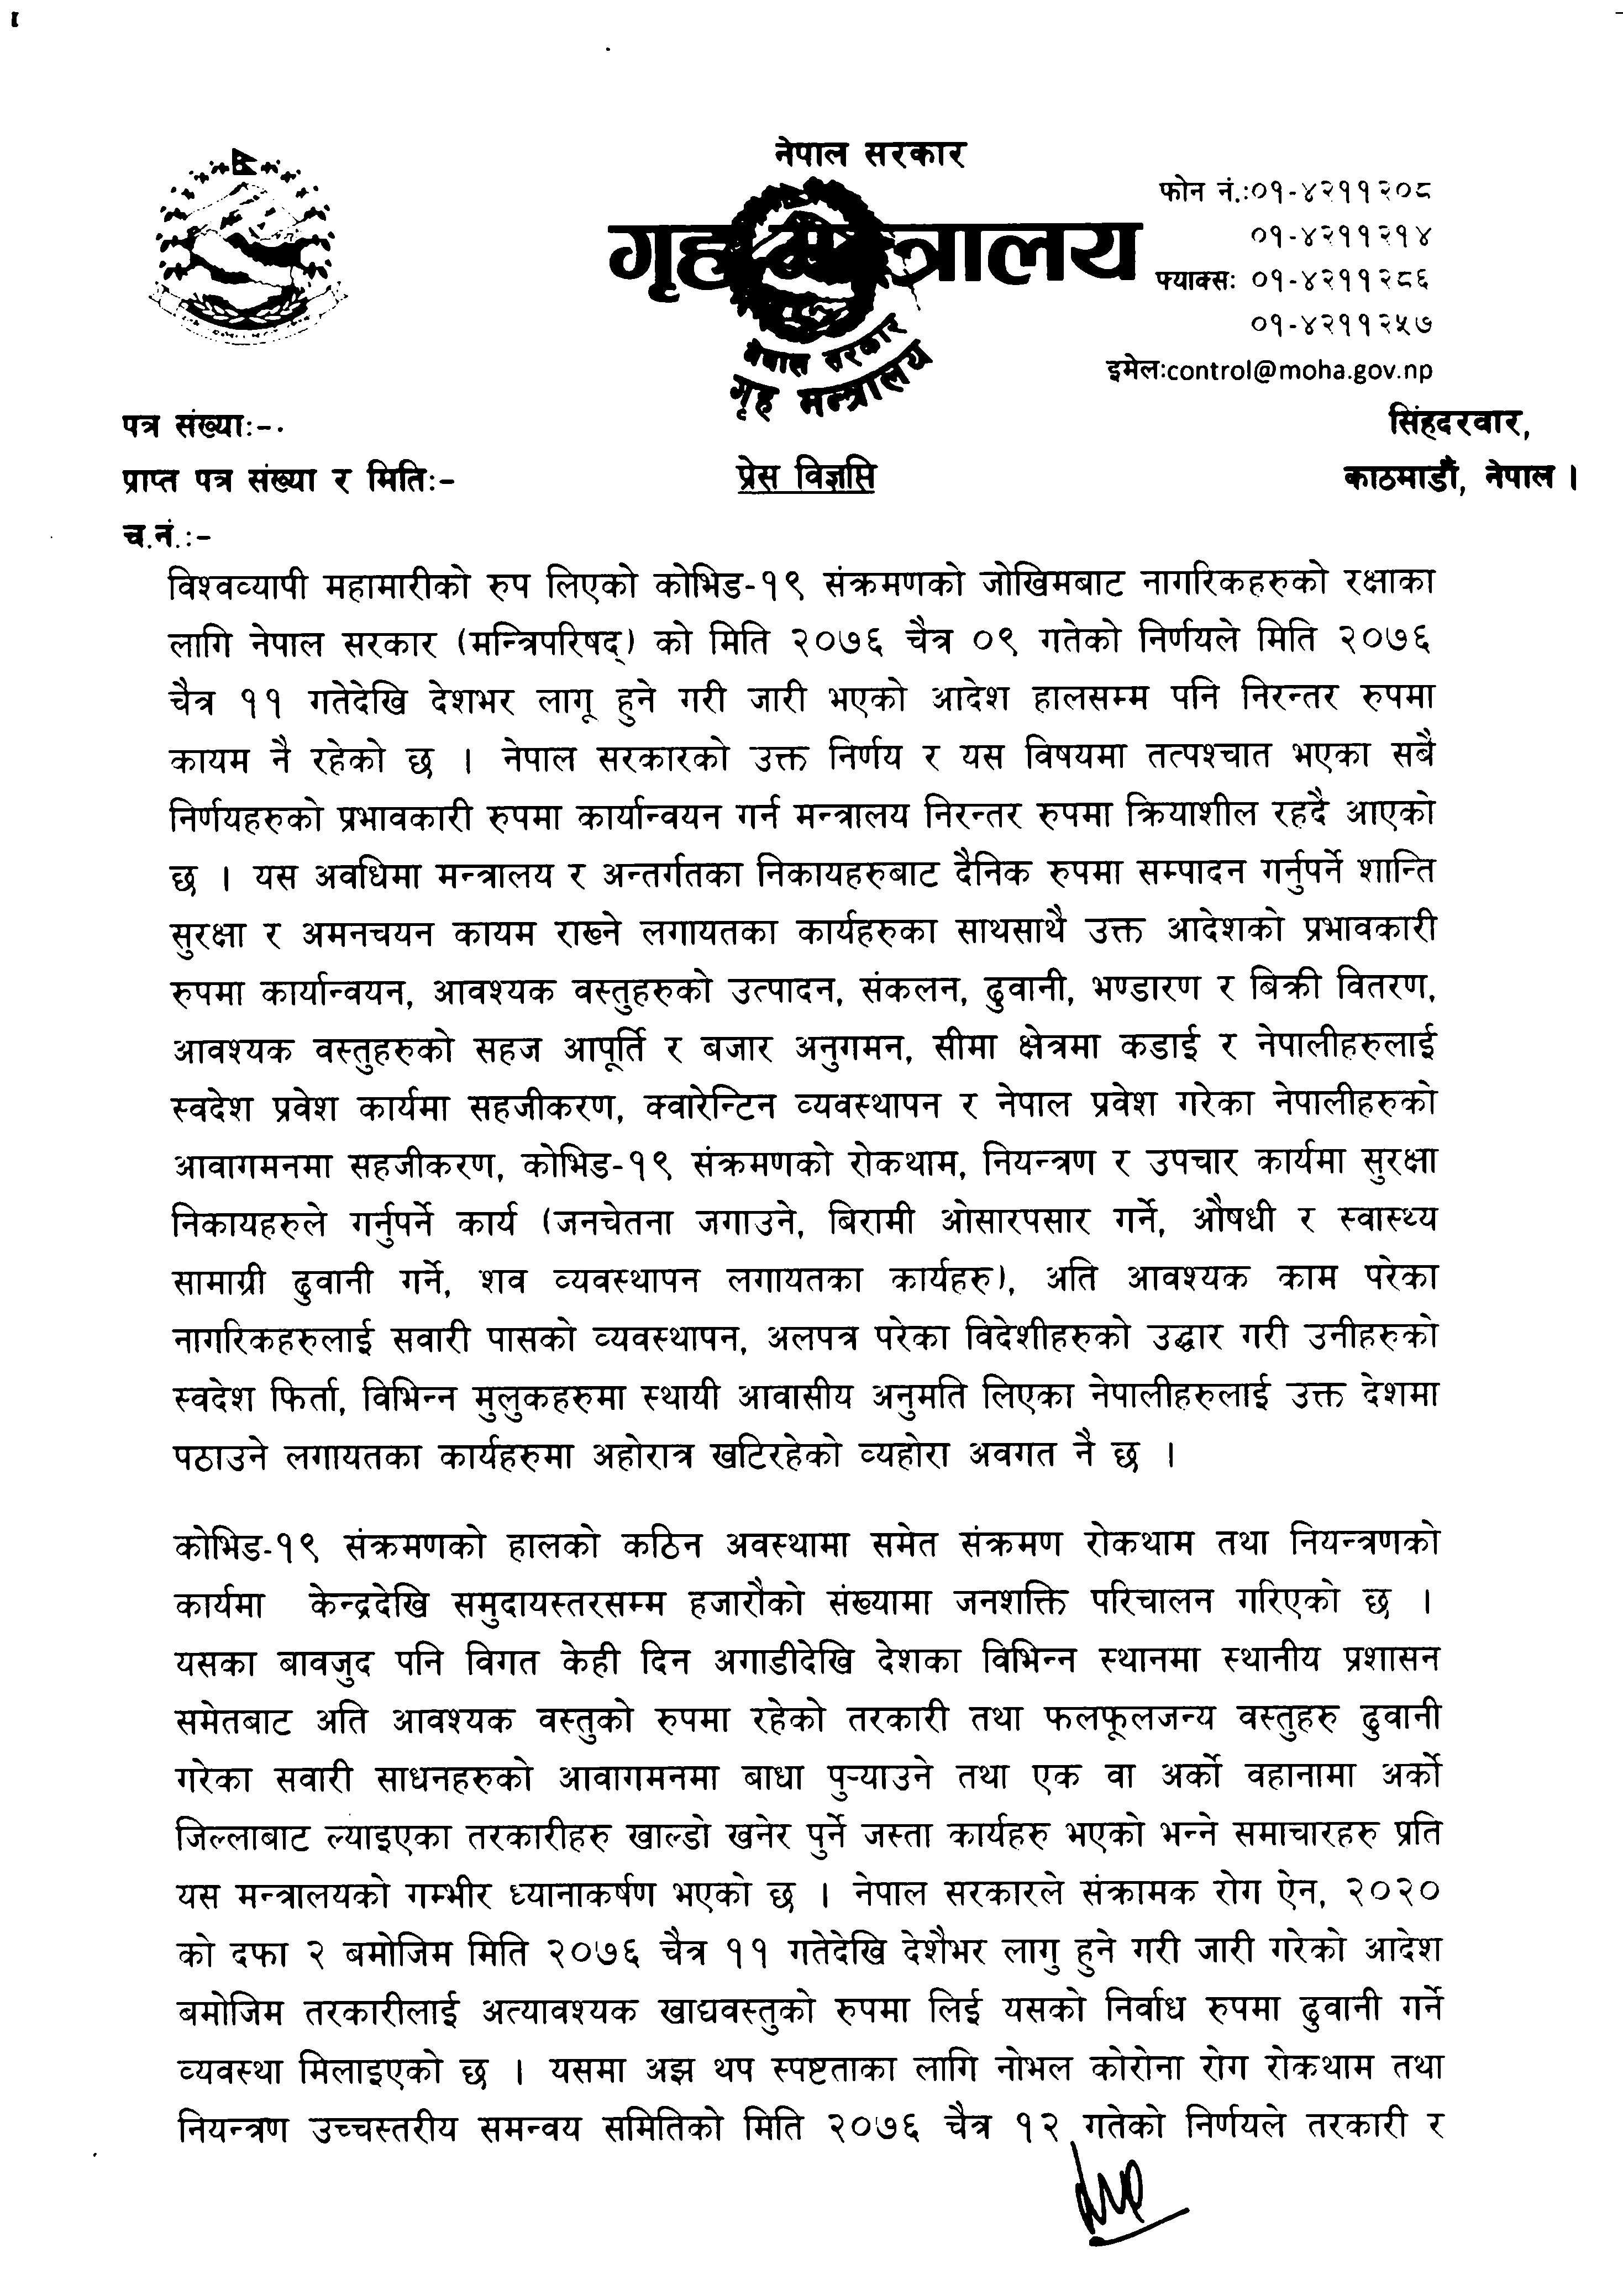 नेपाल सरकार
गृह मन्त्रालय
नेपाल सरकार
गृह मन्त्रालय
फोन नं.:०१-४२११२०८
०१-४२११२१४
फ्याक्सः ०१-४२११२८६
०१-४२११२५७
इमेलः control@moha.gov.np
पत्र संख्याः-
सिंहदरवार,
प्राप्त पत्र संख्या र मितिः-
प्रेस विज्ञप्ति
काठमाडौं, नेपाल ।
च.नं.:-
विश्वव्यापी महामारीको रुप लिएको कोभिड-१९ संक्रमणको जोखिमबाट नागरिकहरुको रक्षाका
लागि नेपाल सरकार (मन्त्रिपरिषद्) को मिति २०७६ चैत्र ०९ गतेको निर्णयले मिति २०७६
चैत्र ११ गतेदेखि देशभर लागू हुने गरी जारी भएको आदेश हालसम्म पनि निरन्तर रुपमा
कायम नै रहेको छ । नेपाल सरकारको उक्त निर्णय र यस विषयमा तत्पश्चात भएका सबै
निर्णयहरुको प्रभावकारी रुपमा कार्यान्वयन गर्न मन्त्रालय निरन्तर रुपमा क्रियाशील रहदै आएको
छ । यस अवधिमा मन्त्रालय र अन्तर्गतका निकायहरुबाट दैनिक रुपमा सम्पादन गर्नुपर्ने शान्ति
सुरक्षा र अमनचयन कायम राख्ने लगायतका कार्यहरुका साथसाथै उक्त आदेशको प्रभावकारी
रुपमा कार्यान्वयन, आवश्यक वस्तुहरुको उत्पादन, संकलन, ढुवानी, भण्डारण र बिक्री वितरण,
आवश्यक वस्तुहरुको सहज आपूर्ति र बजार अनुगमन, सीमा क्षेत्रमा कडाई र नेपालीहरुलाई
स्वदेश प्रवेश कार्यमा सहजीकरण, क्वारेन्टिन व्यवस्थापन र नेपाल प्रवेश गरेका नेपालीहरुको
आवागमनमा सहजीकरण, कोभिड-१९ संक्रमणको रोकथाम, नियन्त्रण र उपचार कार्यमा सुरक्षा
निकायहरुले गर्नुपर्ने कार्य (जनचेतना जगाउने, बिरामी ओसारपसार गर्ने, औषधी र स्वास्थ्य
सामाग्री ढुवानी गर्ने, शव व्यवस्थापन लगायतका कार्यहरु), अति आवश्यक काम परेका
नागरिकहरुलाई सवारी पासको व्यवस्थापन, अलपत्र परेका विदेशीहरुको उद्धार गरी उनीहरुको
स्वदेश फिर्ता, विभिन्न मुलुकहरुमा स्थायी आवासीय अनुमति लिएका नेपालीहरुलाई उक्त देशमा
पठाउने लगायतका कार्यहरुमा अहोरात्र खटिरहेको व्यहोरा अवगत नै छ ।
कोभिड-१९ संक्रमणको हालको कठिन अवस्थामा समेत संक्रमण रोकथाम तथा नियन्त्रणको
कार्यमा केन्द्रदेखि समुदायस्तरसम्म हजारौको संख्यामा जनशक्ति परिचालन गरिएको छ ।
यसका बावजुद पनि विगत केही दिन अगाडीदेखि देशका विभिन्न स्थानमा स्थानीय प्रशासन
समेतबाट अति आवश्यक वस्तुको रुपमा रहेको तरकारी तथा फलफूलजन्य वस्तुहरु ढुवानी
गरेका सवारी साधनहरुको आवागमनमा बाधा पुऱ्याउने तथा एक वा अर्को वहानामा अर्को
जिल्लाबाट ल्याइएका तरकारीहरु खाल्डो खनेर पुर्ने जस्ता कार्यहरु भएको भन्ने समाचारहरु प्रति
यस मन्त्रालयको गम्भीर ध्यानाकर्षण भएको छ । नेपाल सरकारले संक्रामक रोग ऐन, २०२०
को दफा २ बमोजिम मिति २०७६ चैत्र ११ गतेदेखि देशैभर लागु हुने गरी जारी गरेको आदेश
बमोजिम तरकारीलाई अत्यावश्यक खाद्यवस्तुको रुपमा लिई यसको निर्वाध रुपमा ढुवानी गर्ने
व्यवस्था मिलाइएको छ । यसमा अझ थप स्पष्टताका लागि नोभल कोरोना रोग रोकथाम तथा
नियन्त्रण उच्चस्तरीय समन्वय समितिको मिति २०७६ चैत्र १२ गतेको निर्णयले तरकारी र